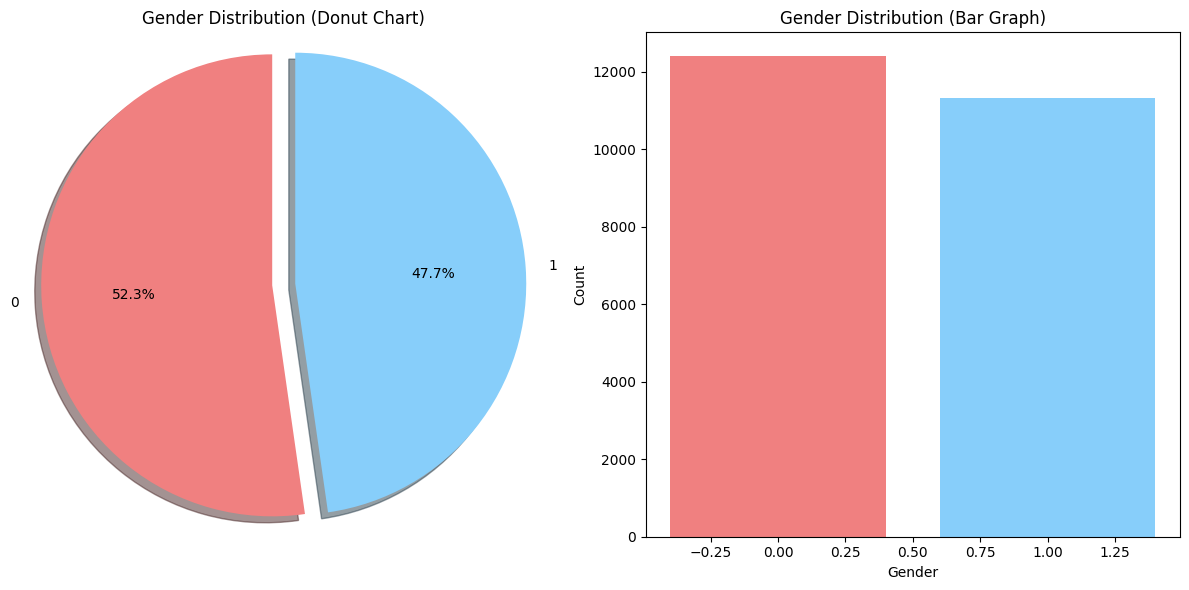 Gender Distribution (Donut Chart)
52.3%
47.7%
0
1
Gender Distribution (Bar Graph)
Count
12000
10000
8000
6000
4000
2000
0
−0.25 0.00 0.25 0.50 0.75 1.00 1.25
Gender